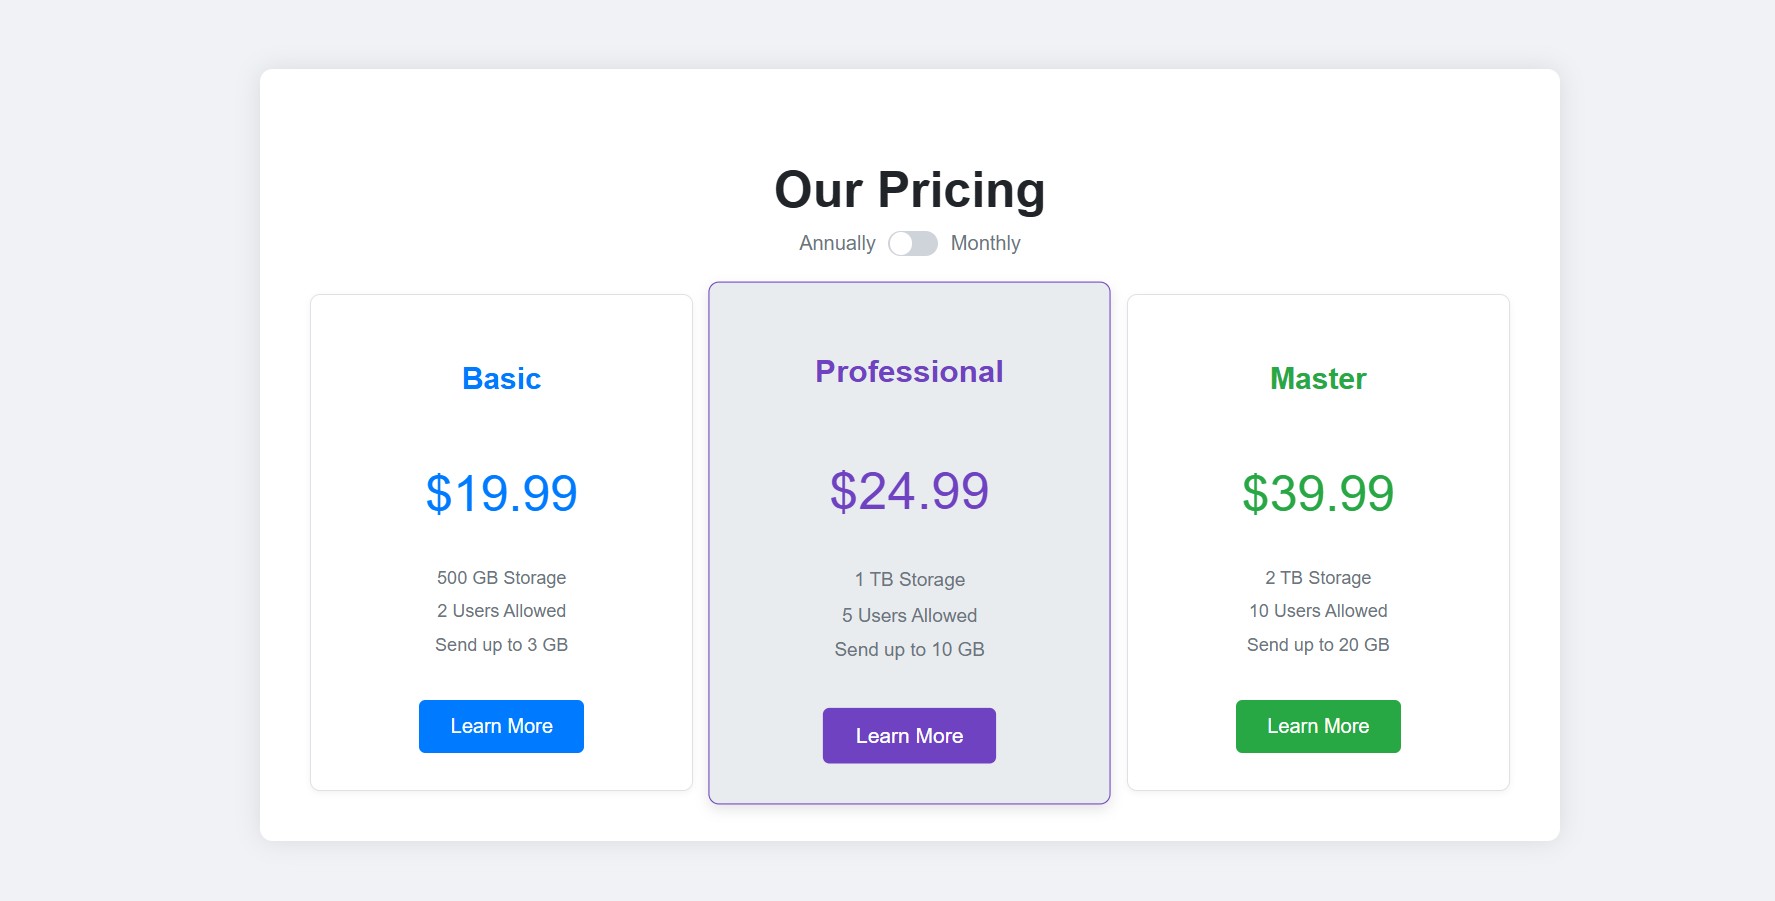 Our Pricing
Annually Monthly
Basic
$19.99
500 GB Storage
2 Users Allowed
Send up to 3 GB
Learn More
Professional
$24.99
1 TB Storage
5 Users Allowed
Send up to 10 GB
Learn More
Master
$39.99
2 TB Storage
10 Users Allowed
Send up to 20 GB
Learn More